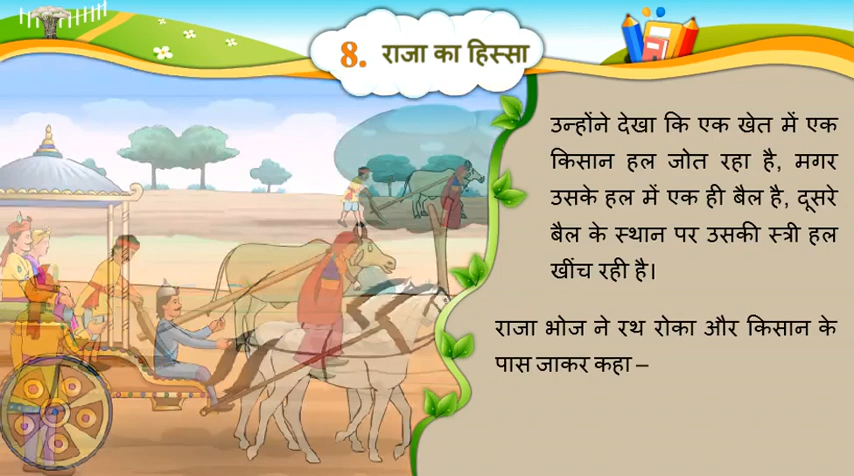 8. राजा का हिस्सा
उन्होंने देखा कि एक खेत में एक
किसान हल जोत रहा है, मगर
उसके हल में एक ही बैल है, दूसरे
बैल के स्थान पर उसकी स्त्री हल
खींच रही है।
राजा भोज ने रथ रोका और किसान के
पास जाकर कहा –